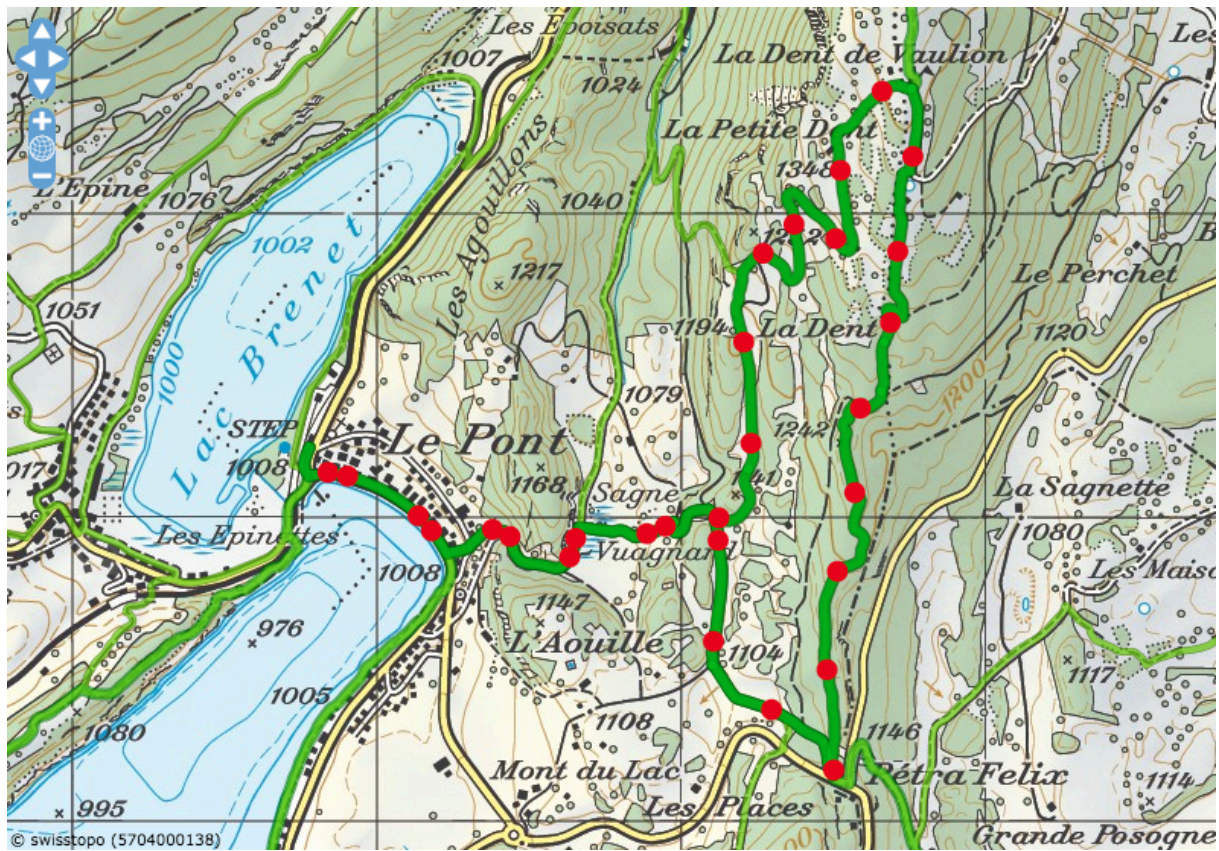 Les Epoisats
Les
1007
La Dent de Vaulion
1024
La Petite Dent
1348
L'Epine
1076
1040
1002
Les Agouillons
Lac Brenet
1217
Le Perchet
1051
1194
La Dent
1120
1000
1079
1200
STEP
Le Pont
1242
1017
1008
1168
Sagne
La Sagnette
Les Epinettes
Vuagnard
1080
1008
Les Maiso
1147
976
L'Aouille
1104
1117
1005
1108
1146
1080
Mont du Lac
Pétra Felix
1114
995
Les Places
Grande Posogne
© swisstopo (5704000138)